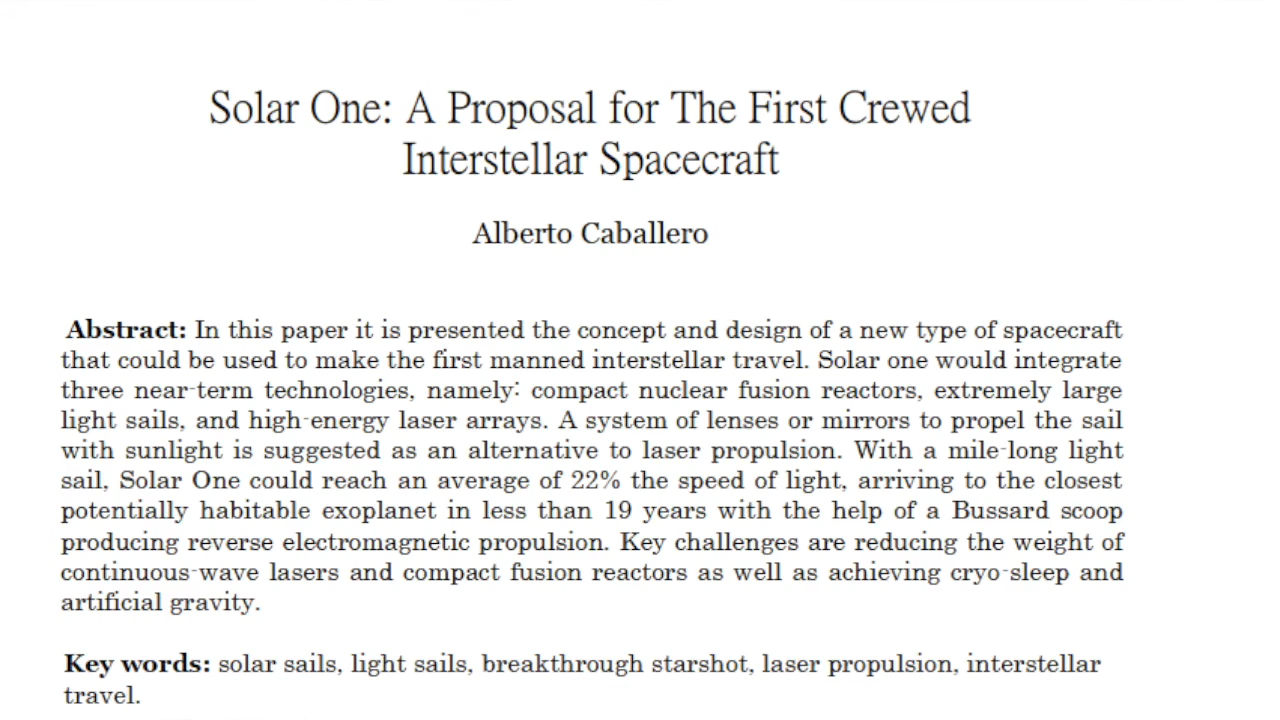 Solar One: A Proposal for The First Crewed
Interstellar Spacecraft
Alberto Caballero
Abstract: In this paper it is presented the concept and design of a new type of spacecraft
that could be used to make the first manned interstellar travel. Solar one would integrate
three near-term technologies, namely: compact nuclear fusion reactors, extremely large
light sails, and high-energy laser arrays. A system of lenses or mirrors to propel the sail
with sunlight is suggested as an alternative to laser propulsion. With a mile-long light
sail, Solar One could reach an average of 22% the speed of light, arriving to the closest
potentially habitable exoplanet in less than 19 years with the help of a Bussard scoop
producing reverse electromagnetic propulsion. Key challenges are reducing the weight of
continuous-wave lasers and compact fusion reactors as well as achieving cryo-sleep and
artificial gravity.
Key words: solar sails, light sails, breakthrough starshot, laser propulsion, interstellar
travel.